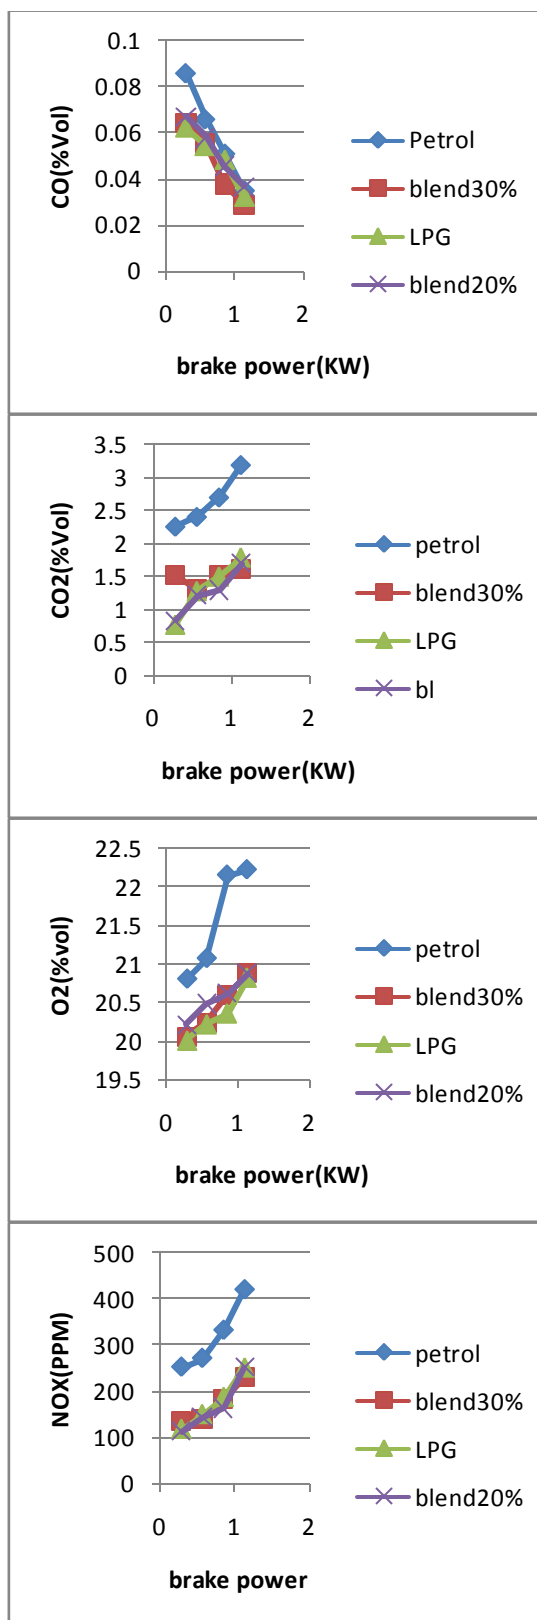 0.1
0.08
0.06
0.04
0.02
0
CO(%Vol)
0 1 2
brake power(KW)
Petrol
blend30%
LPG
blend20%
3.5
3
2.5
2
1.5
1
0.5
0
CO2(%Vol)
0 1 2
brake power(KW)
petrol
blend30%
LPG
bl
22.5
22
21.5
21
20.5
20
19.5
O2(%vol)
0 1 2
brake power(KW)
petrol
blend30%
LPG
blend20%
500
400
300
200
100
0
NOX(PPM)
0 1 2
brake power
petrol
blend30%
LPG
blend20%